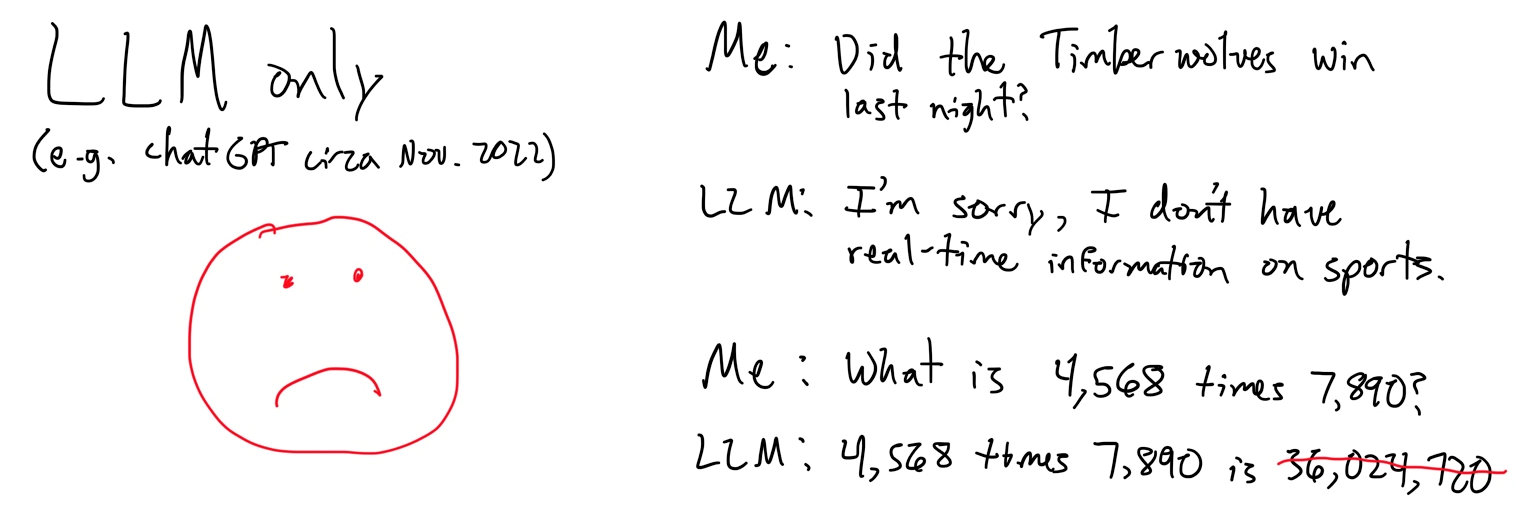 LLM only
(e.g. chatGPT circa Nov. 2022)
Me: Did the Timberwolves win
last night?
LLM: I'm sorry, I don't have
real-time information on sports.
Me: What is 4,568 times 7,890?
LLM: 4,568 times 7,890 is 36,024,720